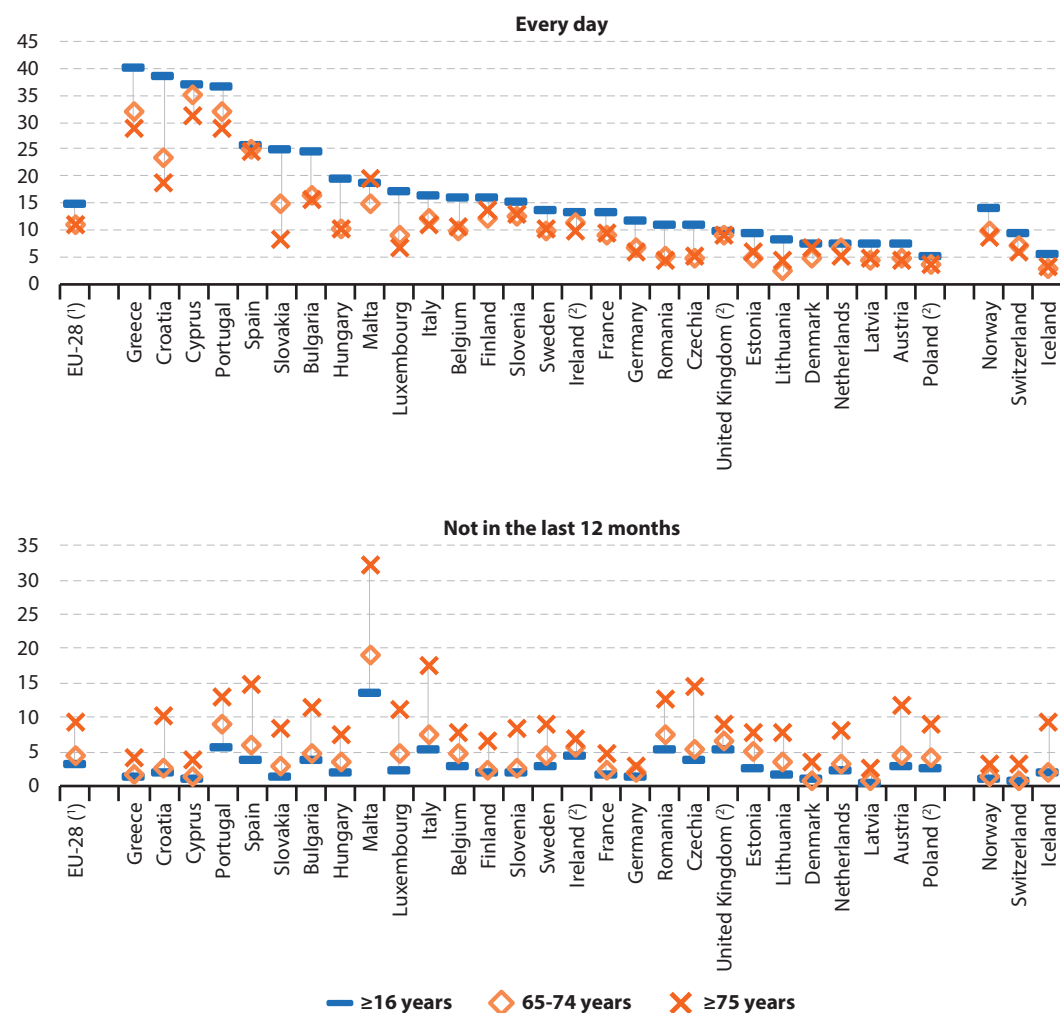 Every day
45
40
35
30
25
20
15
10
5
0
EU-28 (¹)
Greece
Croatia
Cyprus
Portugal
Spain
Slovakia
Bulgaria
Hungary
Malta
Luxembourg
Italy
Belgium
Finland
Slovenia
Sweden
Ireland (²)
France
Germany
Romania
Czechia
United Kingdom (²)
Estonia
Lithuania
Denmark
Netherlands
Latvia
Austria
Poland (²)
Norway
Switzerland
Iceland
Not in the last 12 months
35
30
25
20
15
10
5
0
EU-28 (¹)
Greece
Croatia
Cyprus
Portugal
Spain
Slovakia
Bulgaria
Hungary
Malta
Luxembourg
Italy
Belgium
Finland
Slovenia
Sweden
Ireland (²)
France
Germany
Romania
Czechia
United Kingdom (²)
Estonia
Lithuania
Denmark
Netherlands
Latvia
Austria
Poland (²)
Norway
Switzerland
Iceland
≥16 years
65-74 years
≥75 years